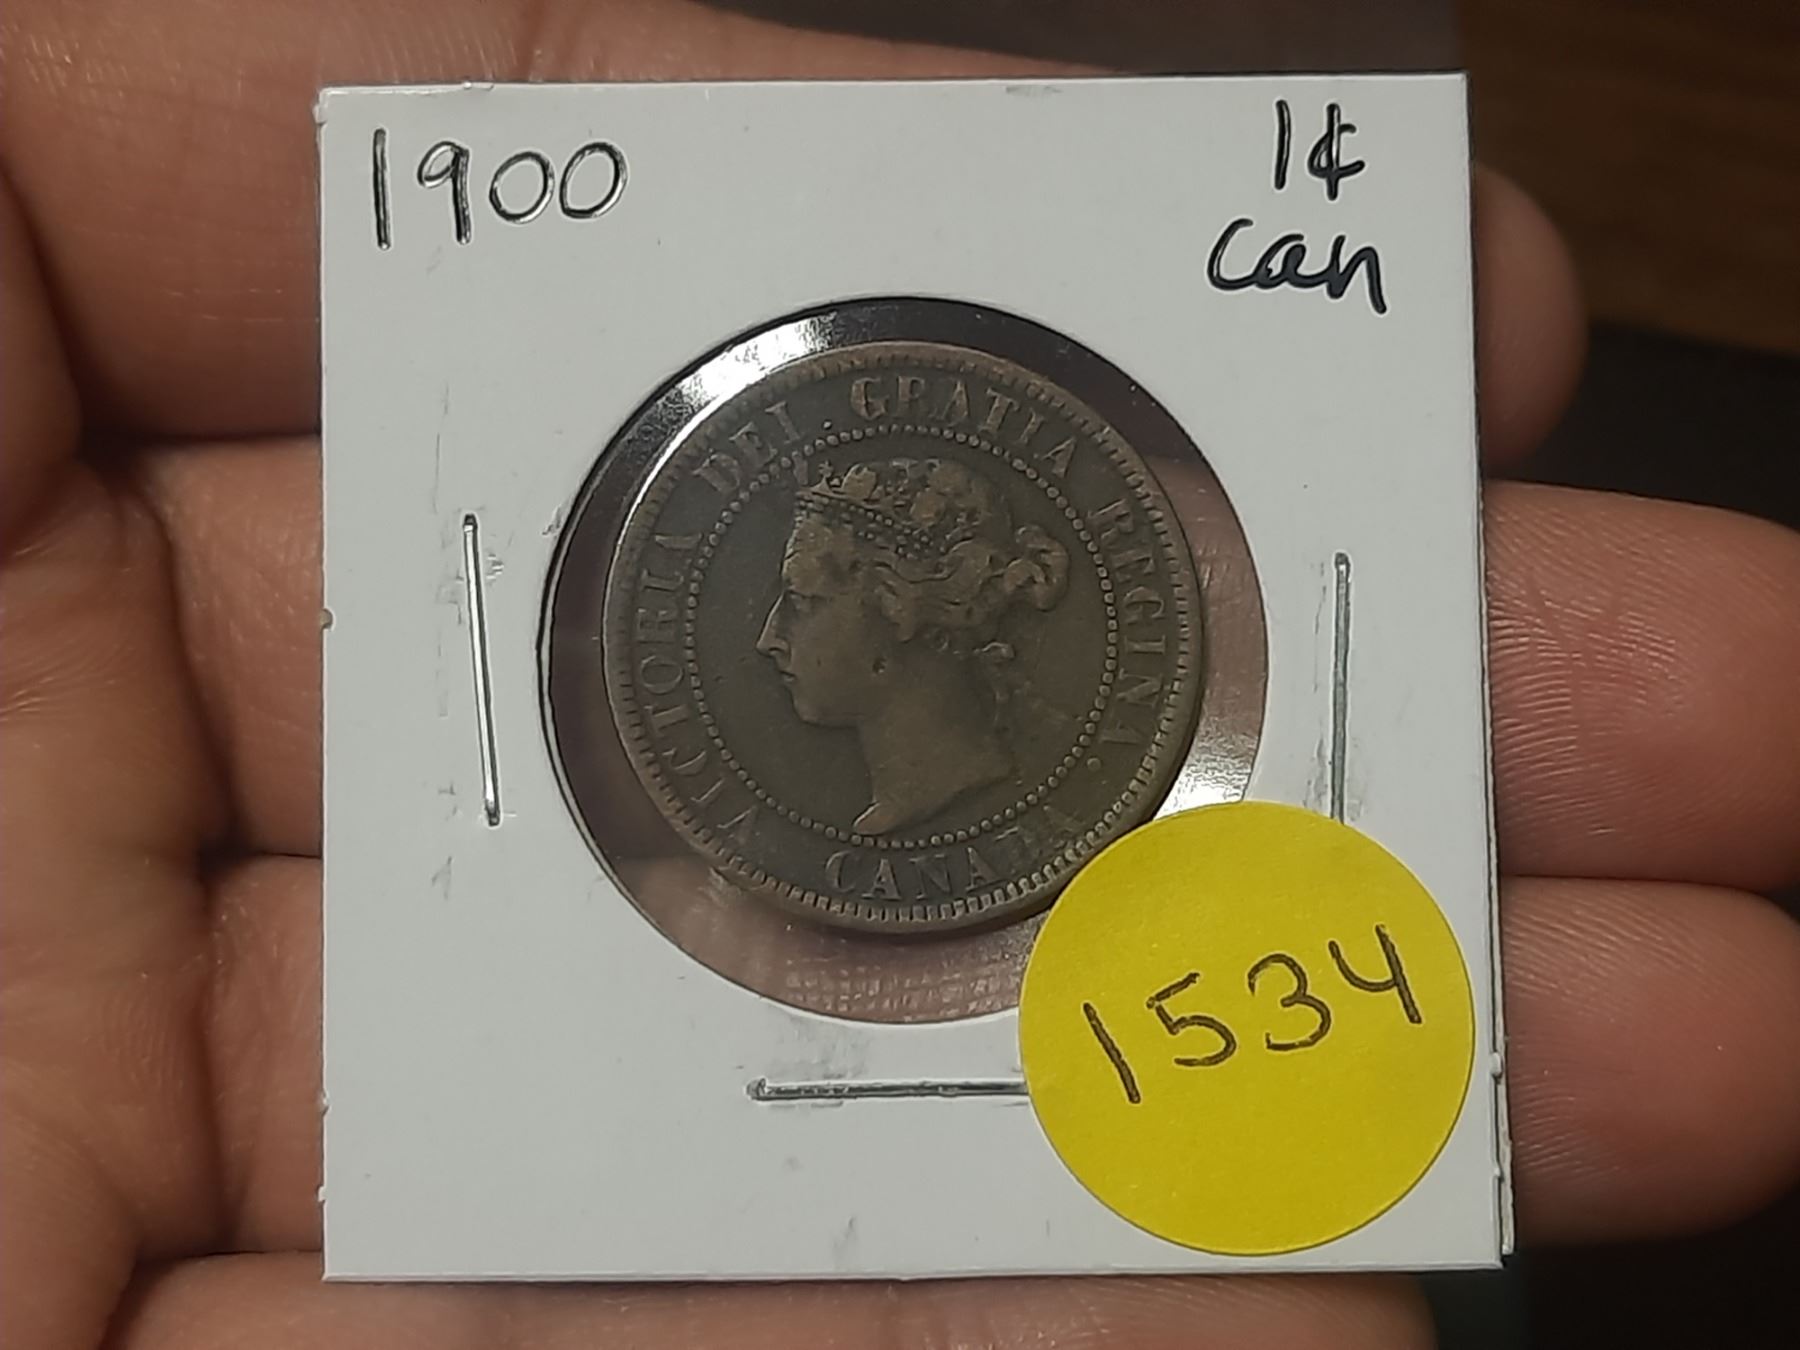 1900
1¢
Can
VICTORIA DEI . GRATIA REGINA .
CANADA
1534